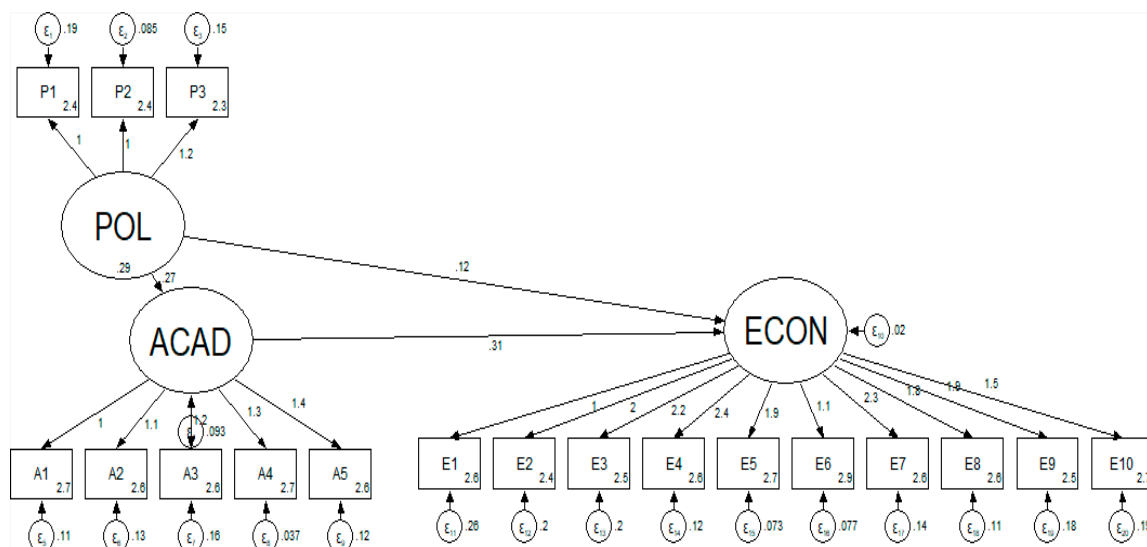 ε1 .19 ε2 .085 ε3 .15
P1 2.4 P2 2.4 P3 2.3
1 1 1.2
POL
.29 .27 .12
ACAD ECON ε10 .02
.31
1 1.1 1.2 1.3 1.4 1 2 2.2 2.4 1.9 1.1 2.3 1.8 1.9 1.5
.093
A1 2.7 A2 2.6 A3 2.6 A4 2.7 A5 2.6 E1 2.6 E2 2.4 E3 2.5 E4 2.6 E5 2.7 E6 2.9 E7 2.6 E8 2.6 E9 2.5 E10
ε5 .11 ε6 .13 ε7 .16 ε8 .037 ε9 .12 ε11 .26 ε12 .2 ε13 .2 ε14 .12 ε15 .073 ε16 .077 ε17 .14 ε18 .11 ε19 .18 ε20